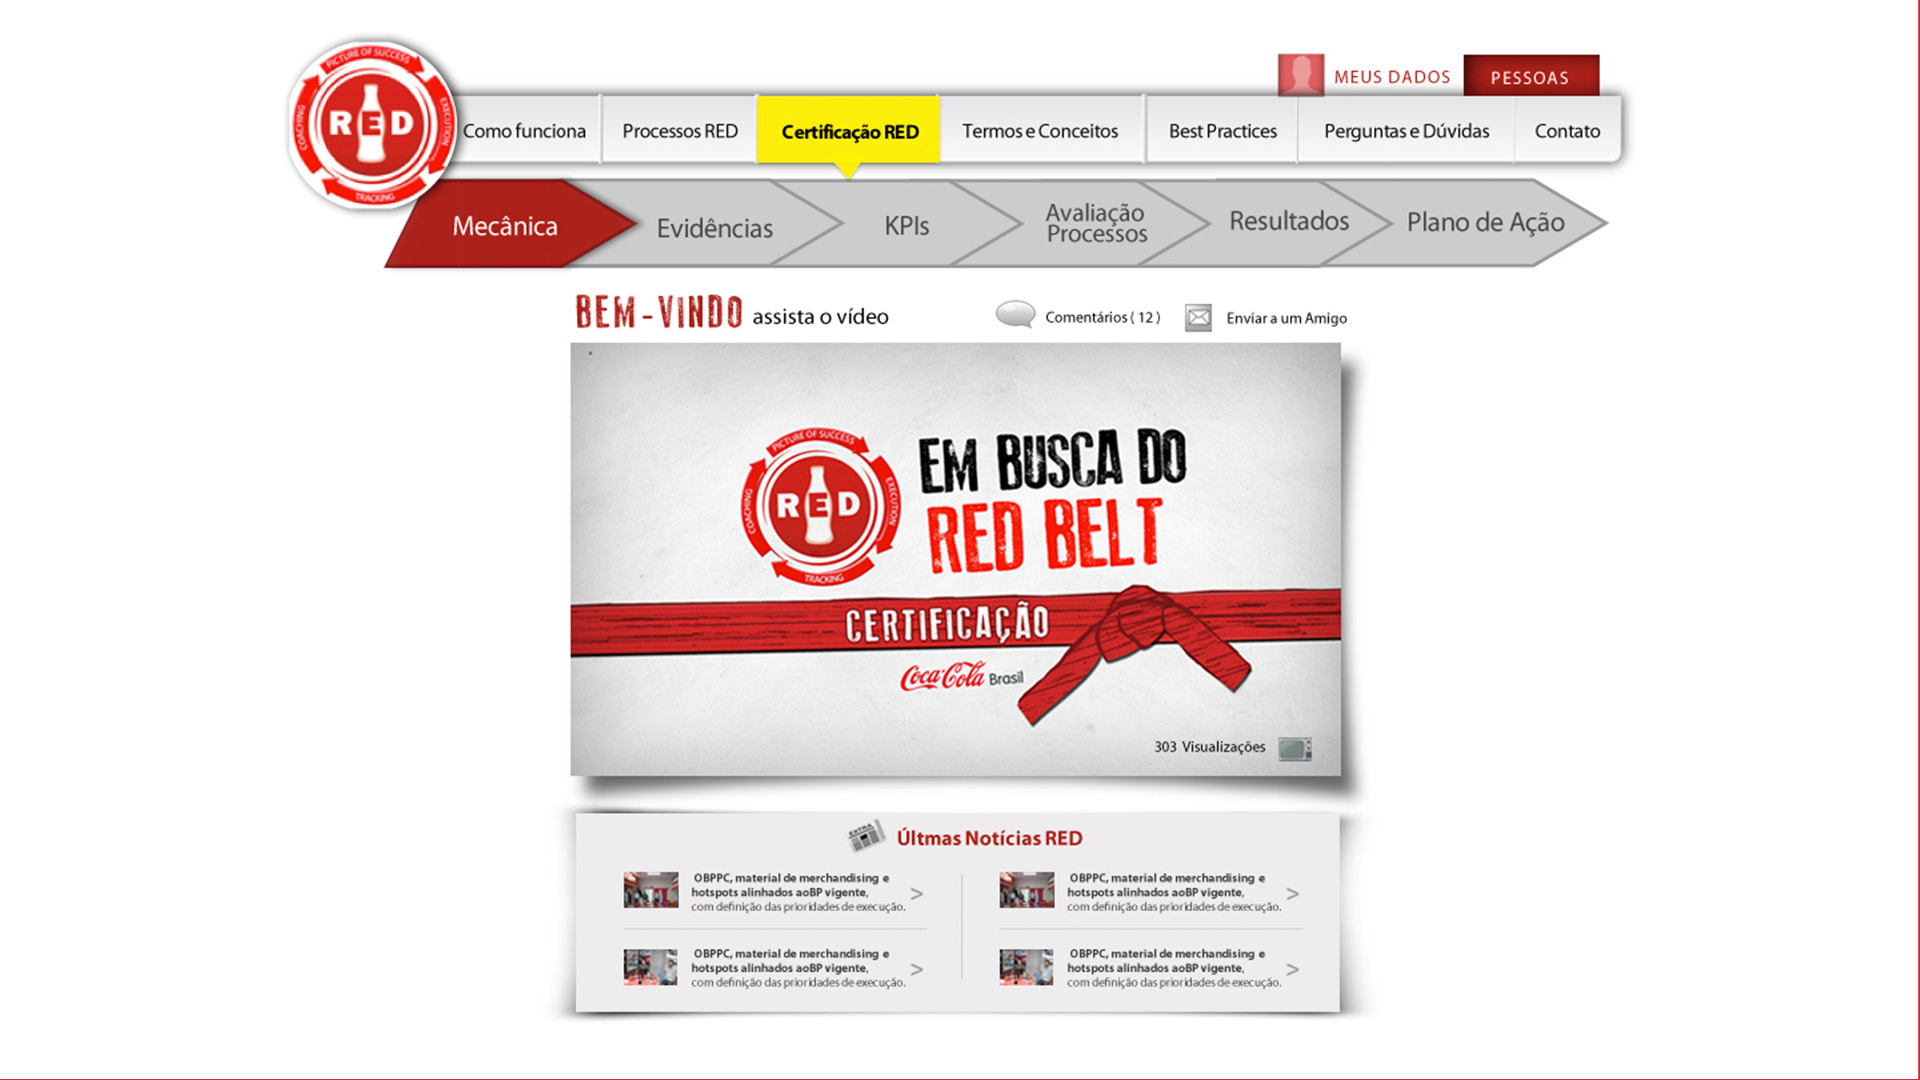 PICTURE OF SUCCESS
EXECUTION
TRACKING
COACHING
RED
MEUS DADOS
PESSOAS
Como funciona
Processos RED
Certificação RED
Termos e Conceitos
Best Practices
Perguntas e Dúvidas
Contato
Mecânica
Evidências
KPIs
Avaliação
Processos
Resultados
Plano de Ação
BEM-VINDO assista o vídeo
Comentários ( 12 )
Enviar a um Amigo
PICTURE OF SUCCESS
EXECUTION
TRACKING
COACHING
RED
EM BUSCA DO
RED BELT
CERTIFICAÇÃO
Coca-Cola Brasil
303 Visualizações
EXTRA
Últmas Notícias RED
OBPPC, material de merchandising e
hotspots alinhados aoBP vigente,
com definição das prioridades de execução.
>
OBPPC, material de merchandising e
hotspots alinhados aoBP vigente,
com definição das prioridades de execução.
>
OBPPC, material de merchandising e
hotspots alinhados aoBP vigente,
com definição das prioridades de execução.
>
OBPPC, material de merchandising e
hotspots alinhados aoBP vigente,
com definição das prioridades de execução.
>